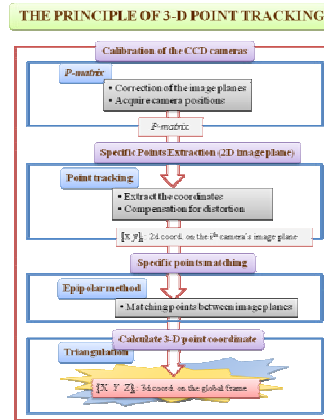 THE PRINCIPLE OF 3-D POINT TRACKING
Calibration of the CCD cameras
P-matrix
• Correction of the image planes
• Acquire camera positions
P-matrix
Specific Points Extraction (2D image plane)
Point tracking
• Extract the coordinates
• Compensation for distortion
[x y]ᵢ: 2d coord. on the iᵗʰ camera's image plane
Specific points matching
Epipolar method
• Matching points between image planes
Calculate 3-D point coordinate
Triangulation
[X Y Z]: 3d coord. on the global frame